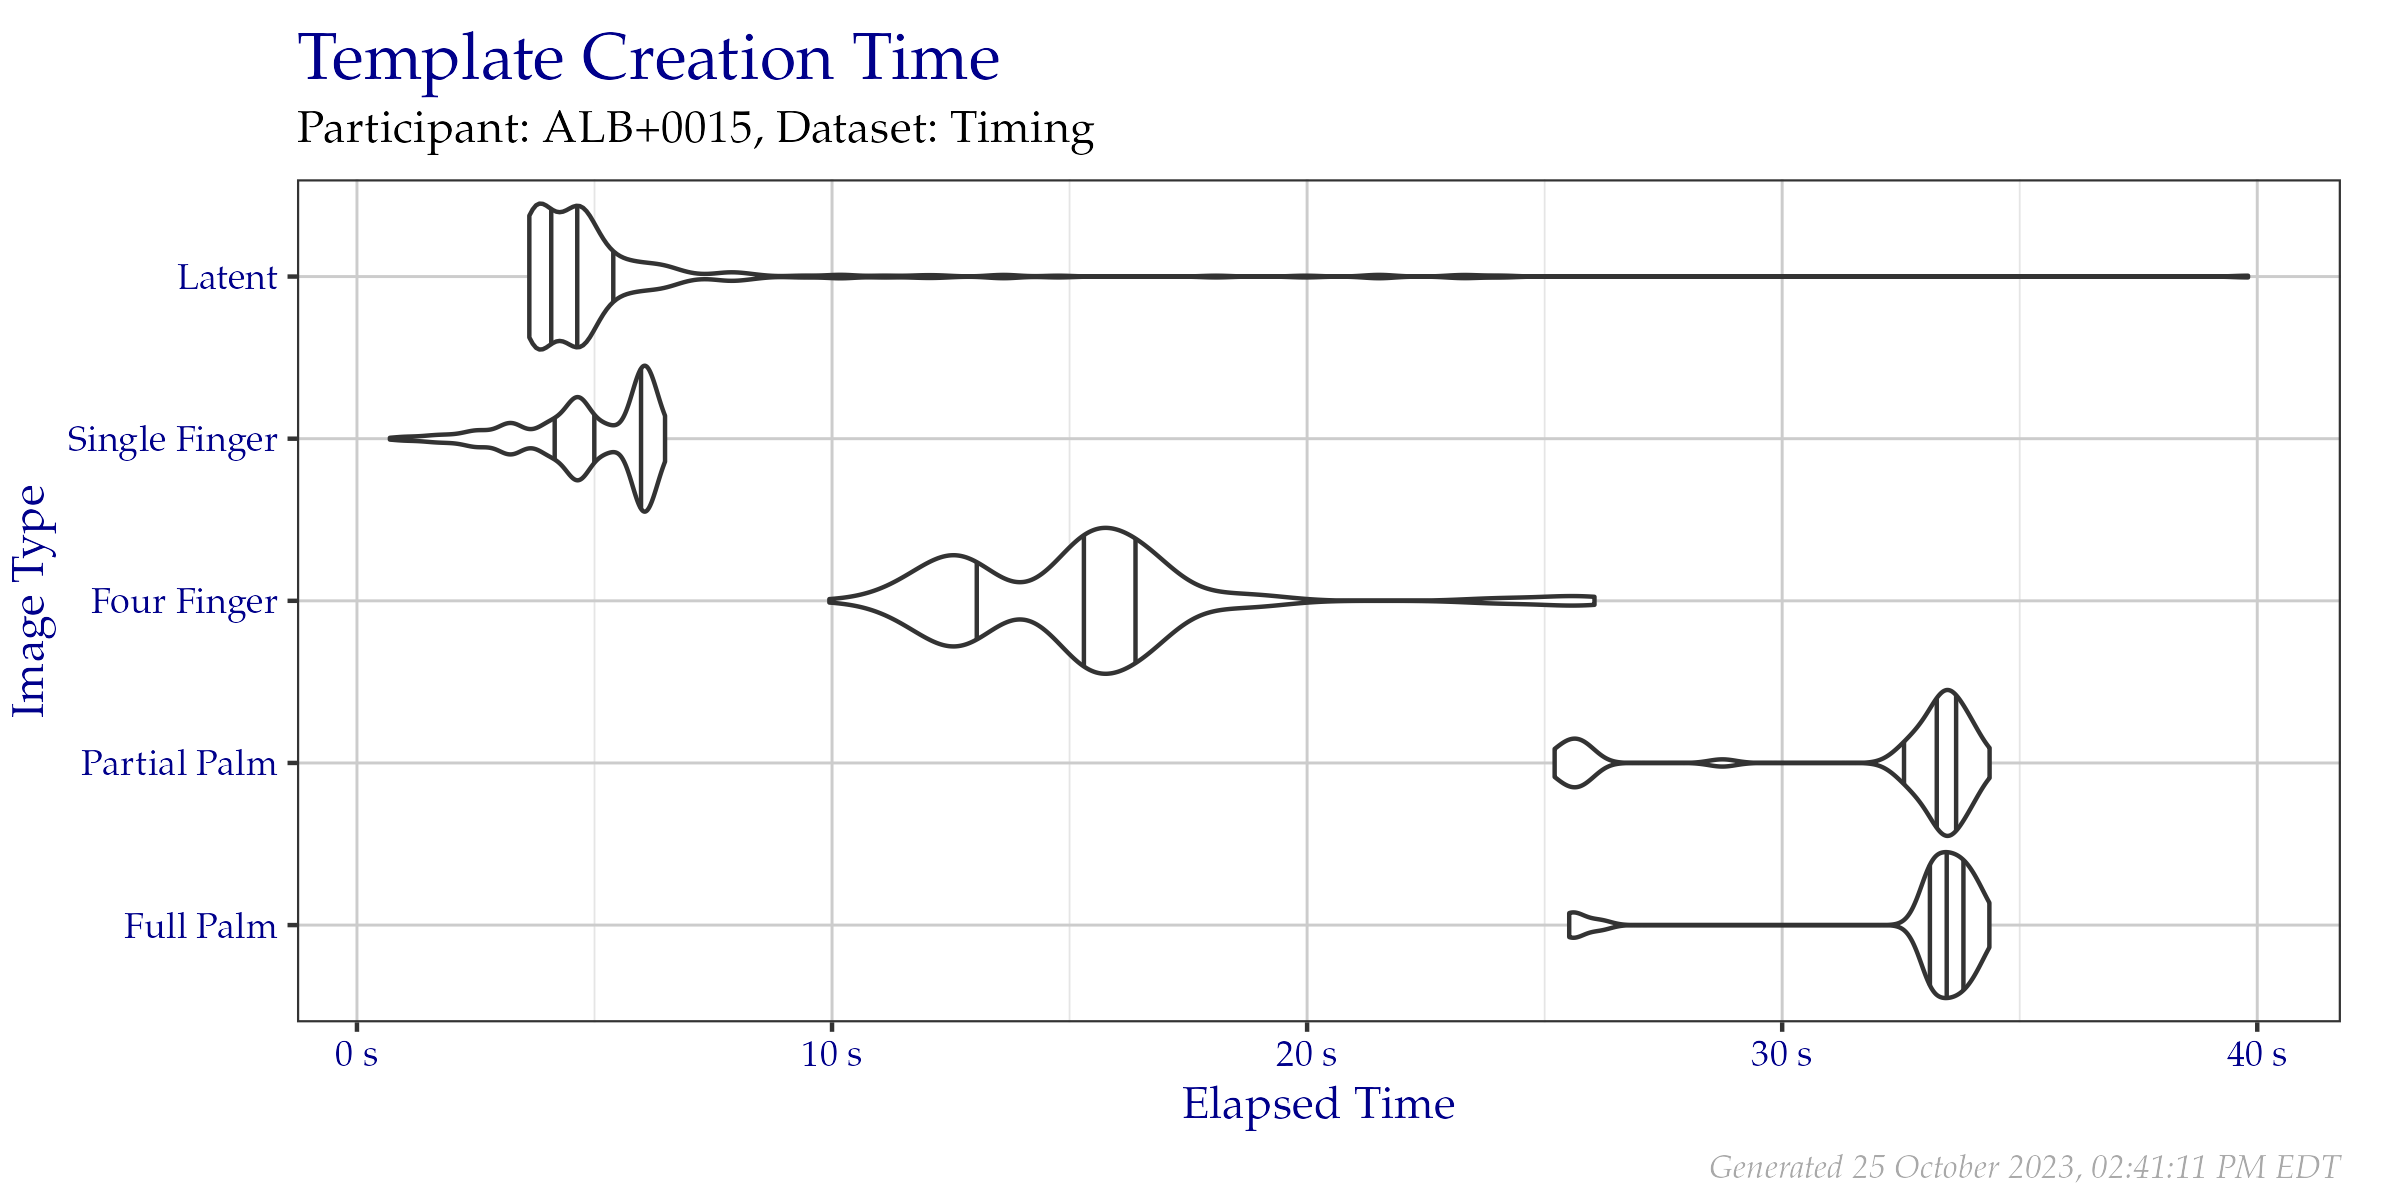 Template Creation Time
Participant: ALB+0015, Dataset: Timing
Image Type
Latent
Single Finger
Four Finger
Partial Palm
Full Palm
0 s 10 s 20 s 30 s 40 s
Elapsed Time
Generated 25 October 2023, 02:41:11 PM EDT